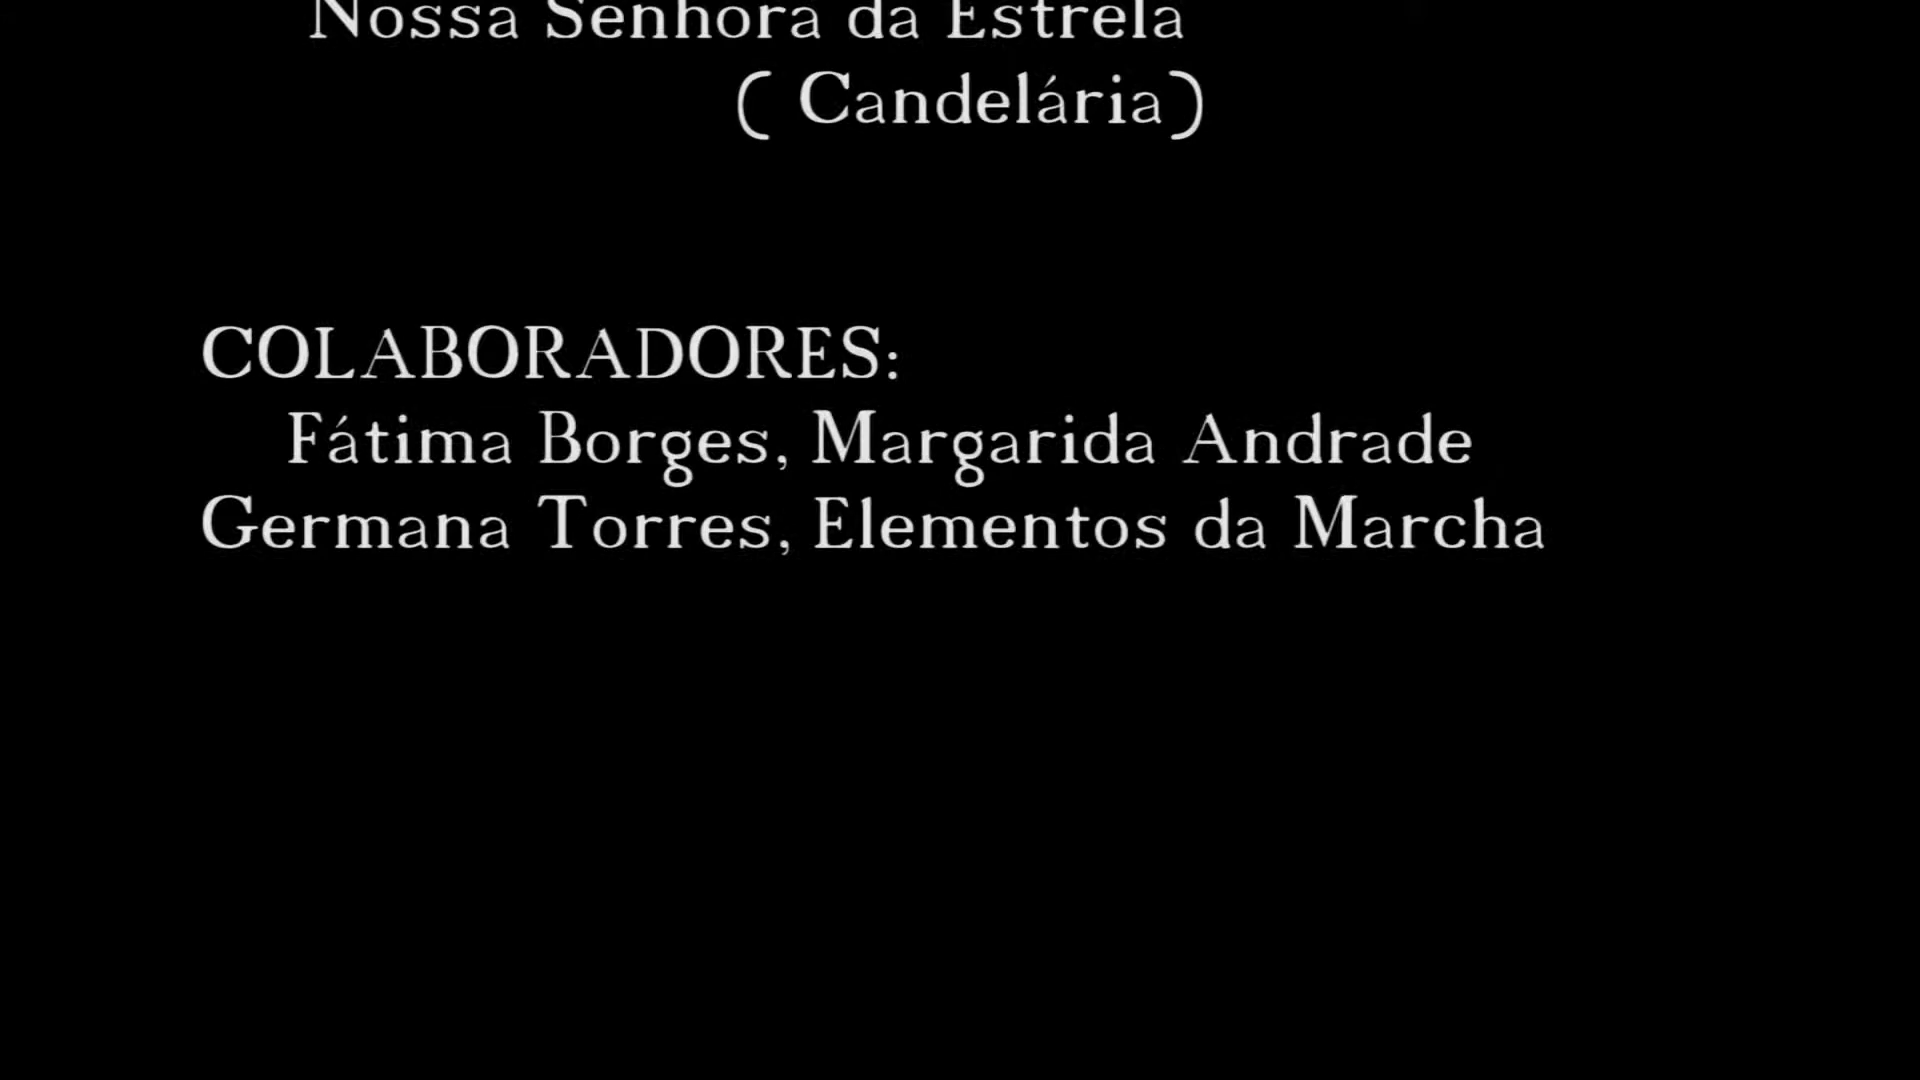 Nossa Senhora da Estrela
( Candelária)
COLABORADORES:
Fátima Borges, Margarida Andrade
Germana Torres, Elementos da Marcha